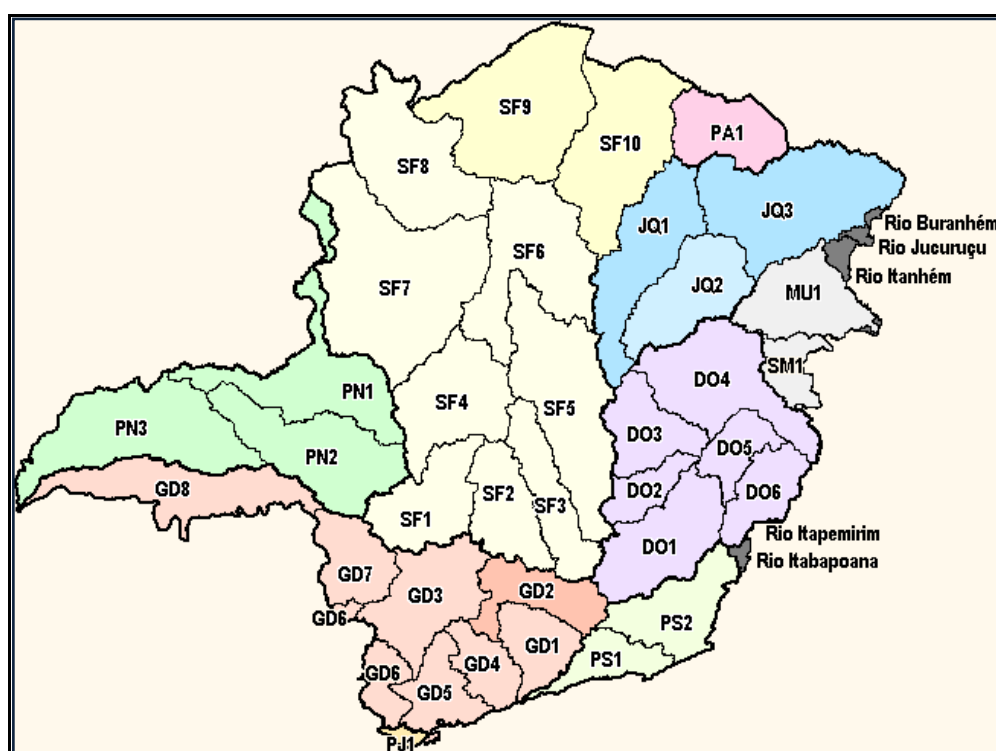 SF9
SF10
PA1
SF8
JQ1
JQ3
Rio Buranhém
Rio Jucuruçu
Rio Itanhém
SF6
SF7
JQ2
MU1
SM1
DO4
PN1
SF4
SF5
PN3
DO3
DO5
PN2
GD8
SF2
DO2
DO6
SF3
SF1
Rio Itapemirim
DO1
Rio Itabapoana
GD7
GD3
GD2
GD6
PS2
GD1
PS1
GD4
GD6
GD5
PJ1